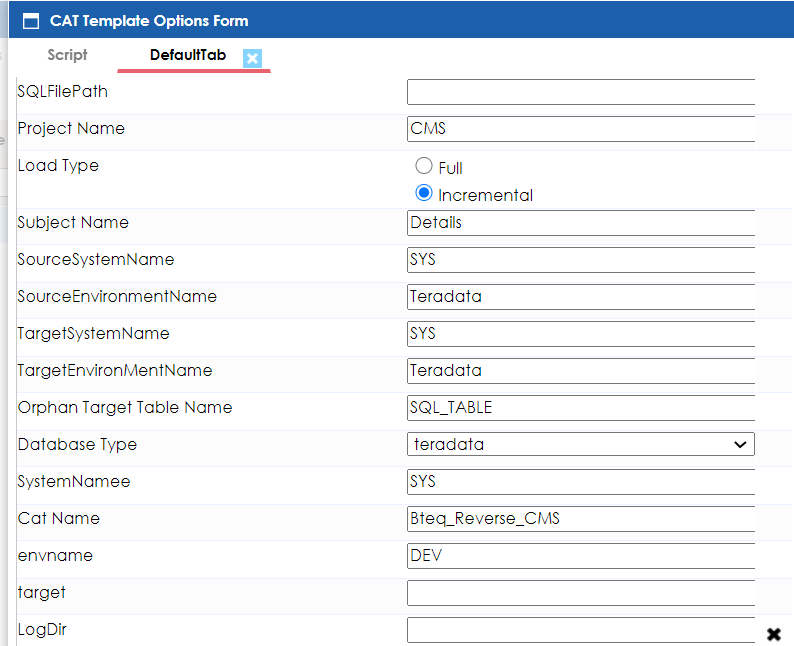 CAT Template Options Form
Script DefaultTab
SQLFilePath
Project Name CMS
Load Type Full
Incremental
Subject Name Details
SourceSystemName SYS
SourceEnvironmentName Teradata
TargetSystemName SYS
TargetEnvironMentName Teradata
Orphan Target Table Name SQL_TABLE
Database Type teradata
SystemNamee SYS
Cat Name Bteq_Reverse_CMS
envname DEV
target
LogDir